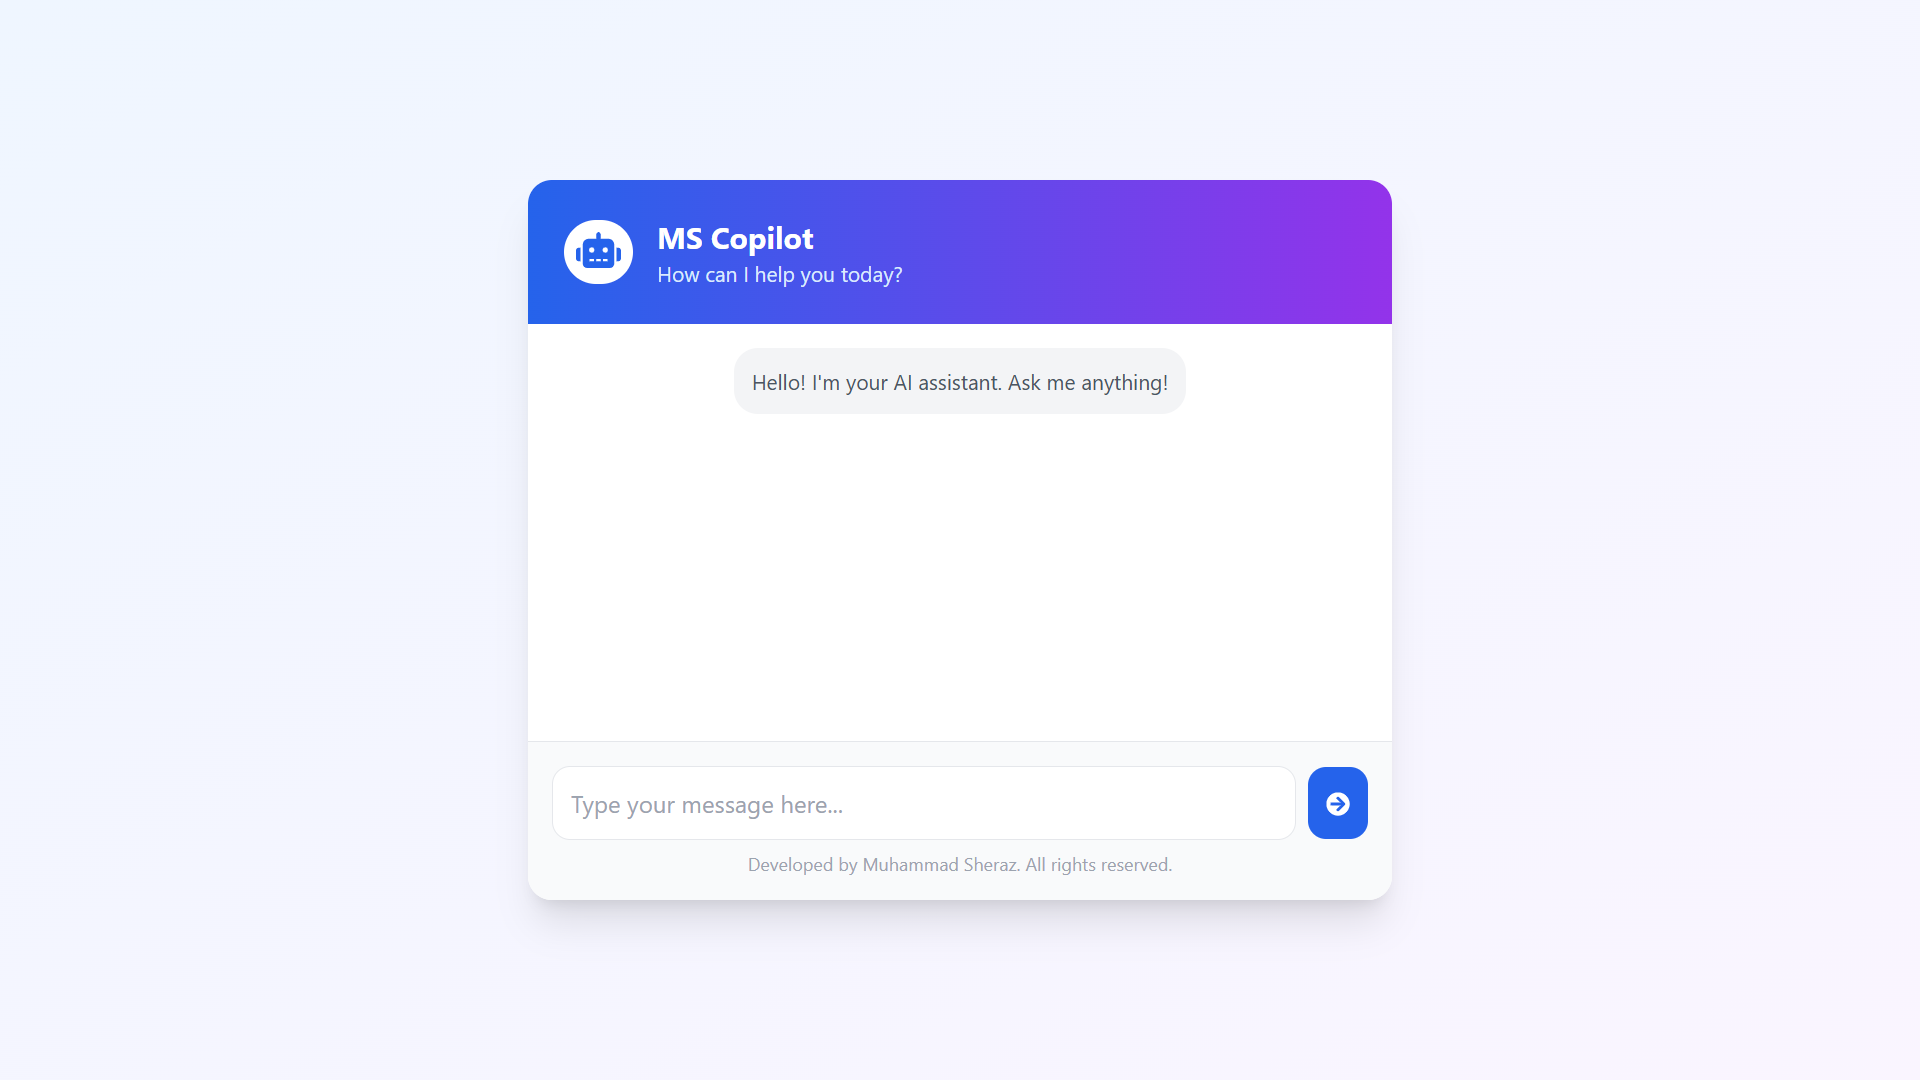 MS Copilot
How can I help you today?
Hello! I'm your AI assistant. Ask me anything!
Type your message here...
Developed by Muhammad Sheraz. All rights reserved.